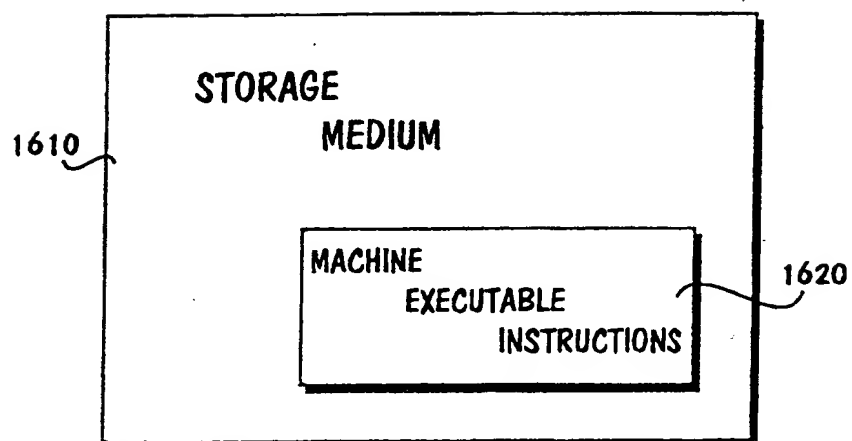 STORAGE
MEDIUM
1610
MACHINE
EXECUTABLE
INSTRUCTIONS
1620